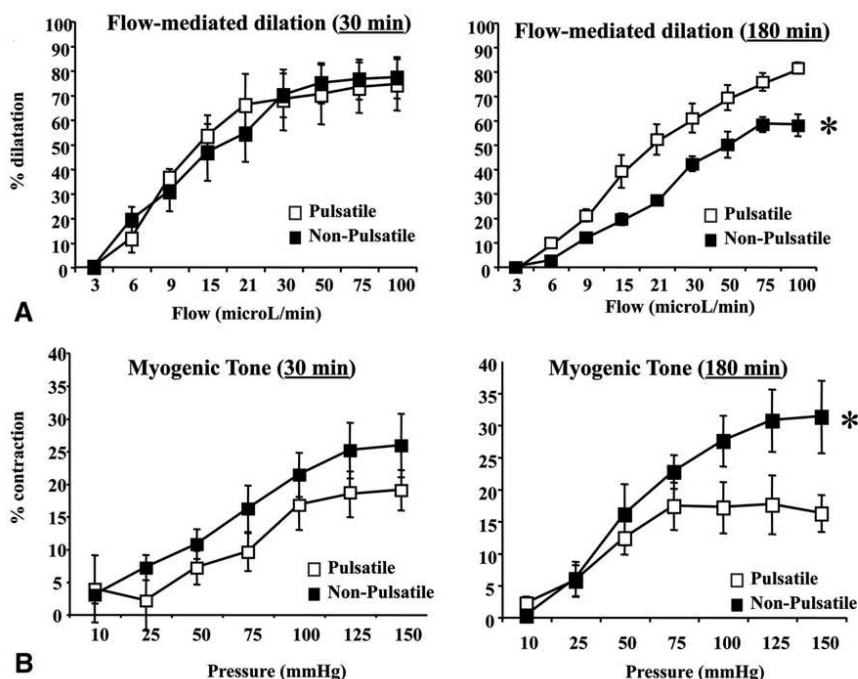 Flow-mediated dilation (30 min)
% dilatation
90
80
70
60
50
40
30
20
10
0
Pulsatile
Non-Pulsatile
3 6 9 15 21 30 50 75 100
Flow (microL/min)
A
Flow-mediated dilation (180 min)
100
90
80
70
60
50
40
30
20
10
0
*
Pulsatile
Non-Pulsatile
3 6 9 15 21 30 50 75 100
Flow (microL/min)
Myogenic Tone (30 min)
% contraction
40
35
30
25
20
15
10
5
0
Pulsatile
Non-Pulsatile
10 25 50 75 100 125 150
Pressure (mmHg)
B
Myogenic Tone (180 min)
40
35
30
25
20
15
10
5
0
*
Pulsatile
Non-Pulsatile
10 25 50 75 100 125 150
Pressure (mmHg)